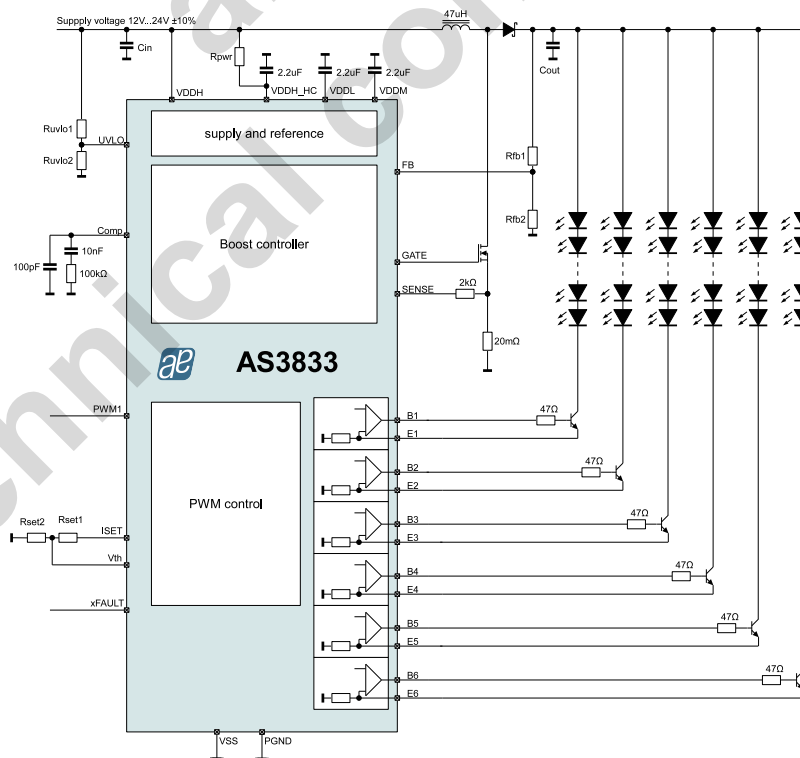 47uH
Suppply voltage 12V...24V ±10%
Cin
Rpwr
2.2uF
2.2uF
2.2uF
Cout
VDDH
VDDH_HC
VDDL
VDDM
Ruvlo1
UVLO
supply and reference
Ruvlo2
FB
Rfb1
Rfb2
Comp
Boost controller
10nF
100pF
100kΩ
GATE
SENSE
2kΩ
20mΩ
ae
AS3833
PWM1
B1
47Ω
E1
B2
47Ω
E2
PWM control
Rset2
Rset1
ISET
B3
47Ω
E3
Vth
B4
47Ω
E4
xFAULT
B5
47Ω
E5
B6
47Ω
E6
VSS
PGND